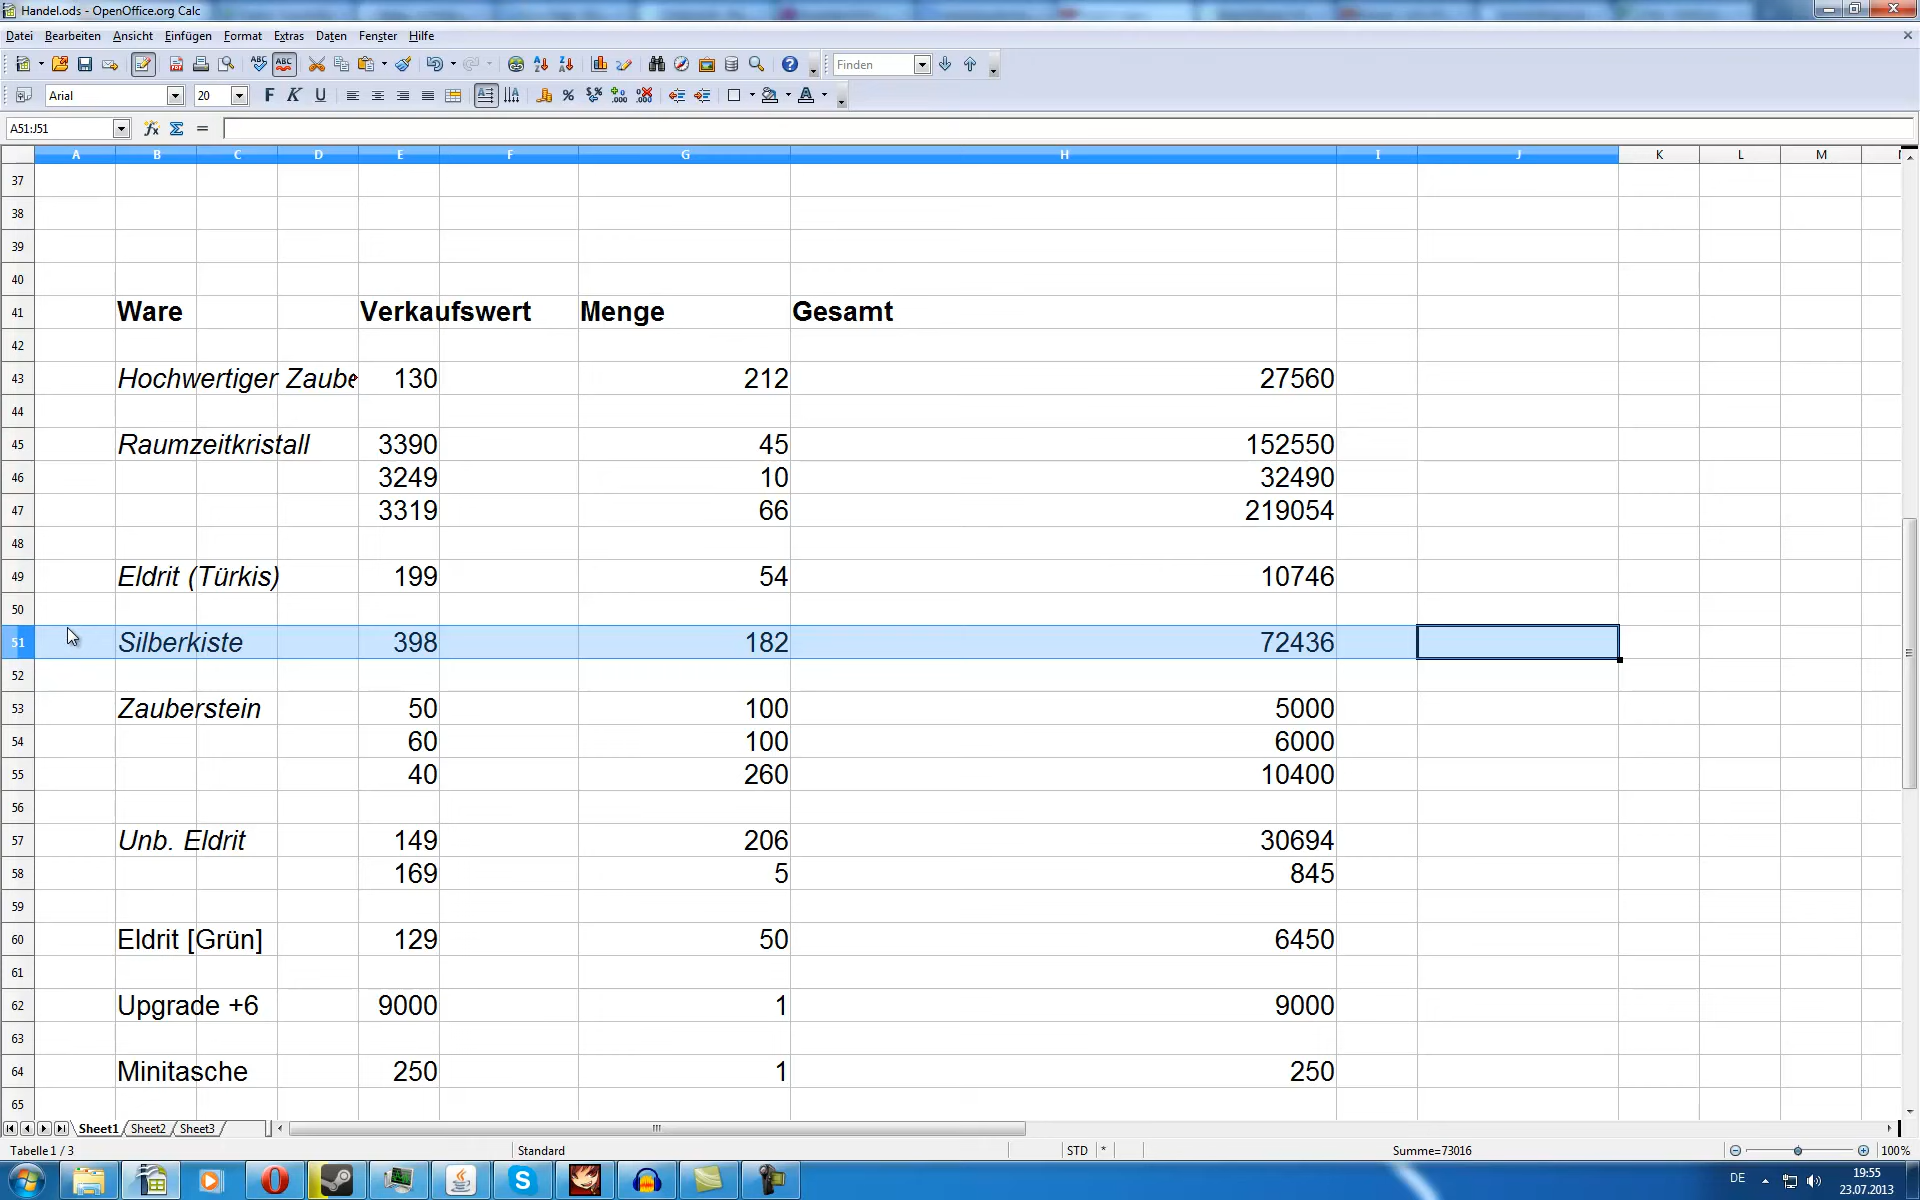 Handel.ods - OpenOffice.org Calc
Datei Bearbeiten Ansicht Einfügen Format Extras Daten Fenster Hilfe
Finden
Arial 20 F K U
A51:J51
A B C D E F G H I J K L M
37
38
39
40
41 Ware Verkaufswert Menge Gesamt
42
43 Hochwertiger Zaube 130 212 27560
44
45 Raumzeitkristall 3390 45 152550
46 3249 10 32490
47 3319 66 219054
48
49 Eldrit (Türkis) 199 54 10746
50
51 Silberkiste 398 182 72436
52
53 Zauberstein 50 100 5000
54 60 100 6000
55 40 260 10400
56
57 Unb. Eldrit 149 206 30694
58 169 5 845
59
60 Eldrit [Grün] 129 50 6450
61
62 Upgrade +6 9000 1 9000
63
64 Minitasche 250 1 250
65
Sheet1 Sheet2 Sheet3
Tabelle 1 / 3 Standard STD * Summe=73016 100%
DE 19:55
23.07.2013